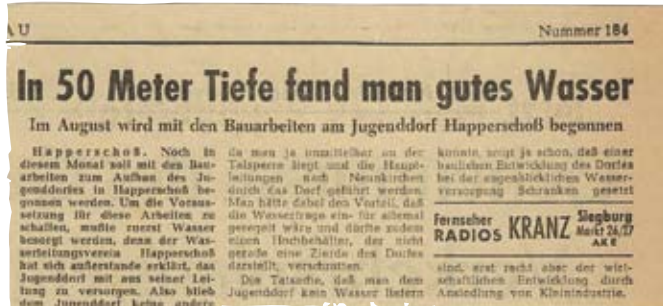 AU
Nummer 184
In 50 Meter Tiefe fand man gutes Wasser
Im August wird mit den Bauarbeiten am Jugenddorf Happerschoß begonnen
Happerschoß. Noch in
diesem Monat soll mit den Bau-
arbeiten zum Aufbau des Ju-
genddorfes in Happerschoß be-
gonnen werden. Um die Voraus-
setzung für diese Arbeiten zu
schaffen, mußte zuerst Wasser
besorgt werden, denn der Was-
serleitungsverein Happerschoß
hat sich außerstande erklärt, das
Jugenddorf mit aus seiner Lei-
tung zu versorgen. Also blieb
dem Jugenddorf keine andere
da man ja unmittelbar an der
Talsperre liegt und die Haupt-
leitungen nach Neunkirchen
durch das Dorf geführt werden.
Man hätte dabei den Vorteil, daß
die Wasserfrage ein- für allemal
geregelt wäre und dürfte zudem
einen Hochbehälter, der nicht
gerade eine Zierde des Dorfes
darstellt, verschmutten.
Die Tatsache, daß man dem
Jugenddorf kein Wasser liefern
konnte, zeigt ja schon, daß einer
baulichen Entwicklung des Dorfes
bei der augenblicklichen Wasser-
versorgung Schranken gesetzt
Fernseher
RADIOS KRANZ Siegburg
Markt 26/27
sind, erst recht aber der wirt-
schaftlichen Entwicklung durch
Ansiedlung von Kleinindustrie.